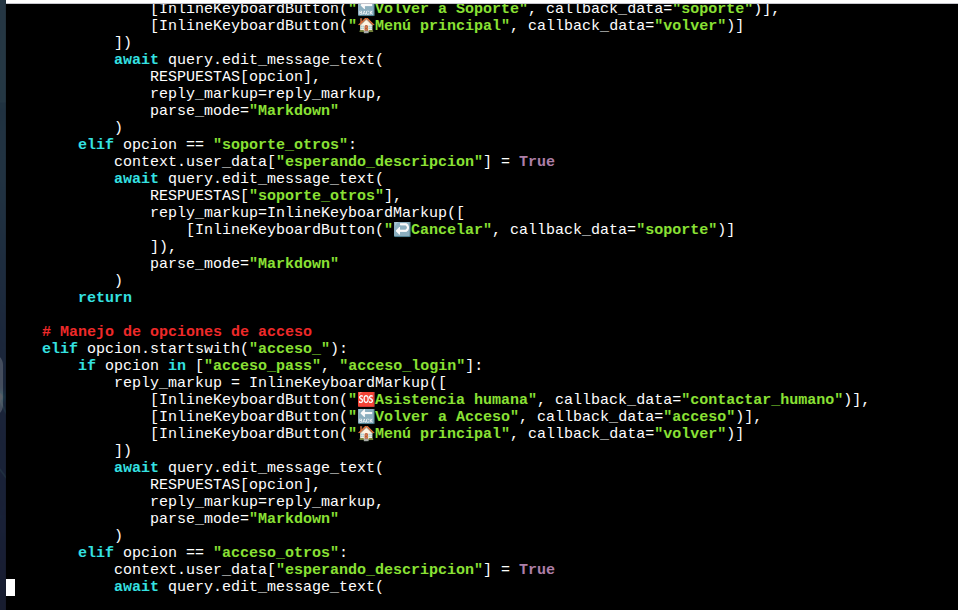 [InlineKeyboardButton("🔙Volver a Soporte", callback_data="soporte")],
            [InlineKeyboardButton("🏠Menú principal", callback_data="volver")]
        ])
        await query.edit_message_text(
            RESPUESTAS[opcion],
            reply_markup=reply_markup,
            parse_mode="Markdown"
        )
    elif opcion == "soporte_otros":
        context.user_data["esperando_descripcion"] = True
        await query.edit_message_text(
            RESPUESTAS["soporte_otros"],
            reply_markup=InlineKeyboardMarkup([
                [InlineKeyboardButton("↩️Cancelar", callback_data="soporte")]
            ]),
            parse_mode="Markdown"
        )
    return

# Manejo de opciones de acceso
elif opcion.startswith("acceso_"):
    if opcion in ["acceso_pass", "acceso_login"]:
        reply_markup = InlineKeyboardMarkup([
            [InlineKeyboardButton("🆘Asistencia humana", callback_data="contactar_humano")],
            [InlineKeyboardButton("🔙Volver a Acceso", callback_data="acceso")],
            [InlineKeyboardButton("🏠Menú principal", callback_data="volver")]
        ])
        await query.edit_message_text(
            RESPUESTAS[opcion],
            reply_markup=reply_markup,
            parse_mode="Markdown"
        )
    elif opcion == "acceso_otros":
        context.user_data["esperando_descripcion"] = True
        await query.edit_message_text(